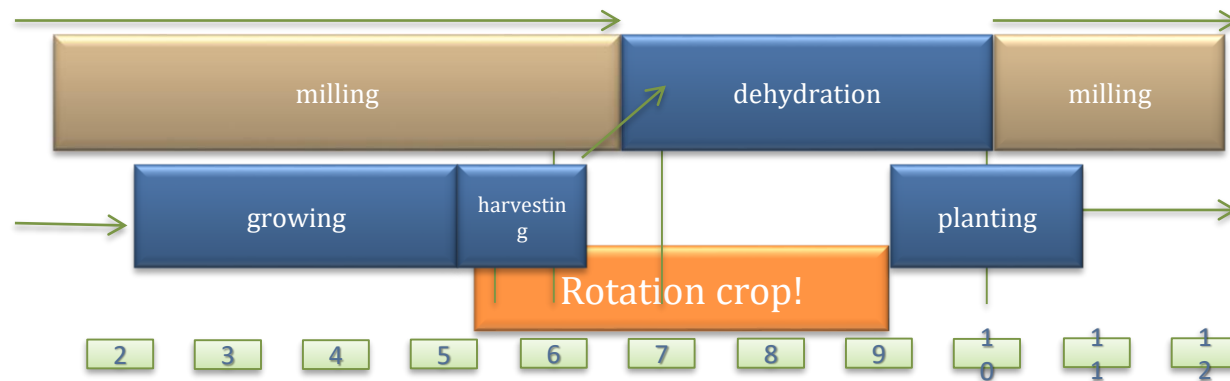 milling
dehydration
milling
growing
harvestin
g
planting
Rotation crop!
2
3
4
5
6
7
8
9
1
0
1
1
1
2